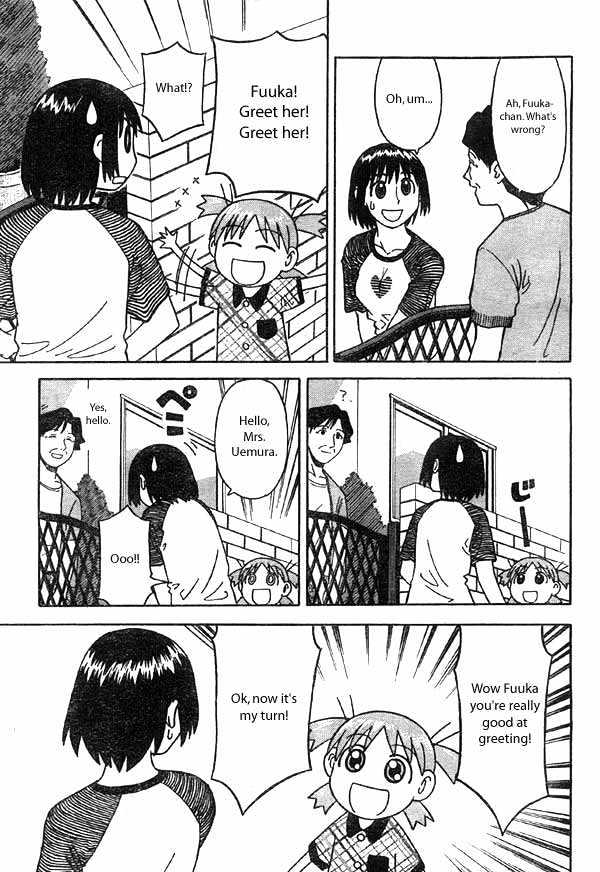 Ah, Fuuka-
chan. What's
wrong?
Oh, um...
Fuuka!
Greet her!
Greet her!
What!?
?
ジー
Hello,
Mrs.
Uemura.
ペコ
Yes,
hello.
Ooo!!
Wow Fuuka
you're really
good at
greeting!
Ok, now it's
my turn!